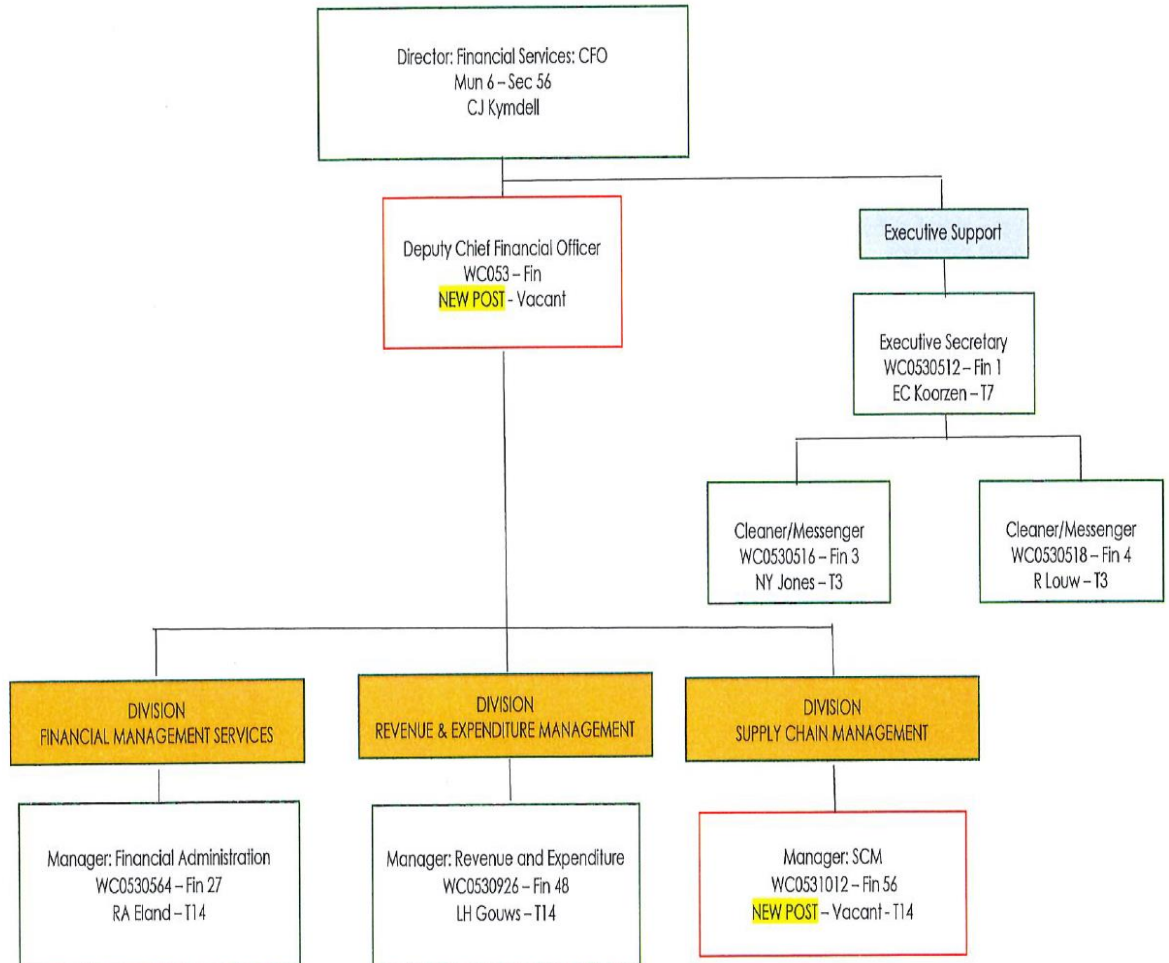 Director: Financial Services: CFO
Mun 6 – Sec 56
CJ Kymdell
Deputy Chief Financial Officer
WC053 – Fin
NEW POST - Vacant
Executive Support
Executive Secretary
WC0530512 – Fin 1
EC Koorzen – T7
Cleaner/Messenger
WC0530516 – Fin 3
NY Jones – T3
Cleaner/Messenger
WC0530518 – Fin 4
R Louw – T3
DIVISION
FINANCIAL MANAGEMENT SERVICES
DIVISION
REVENUE & EXPENDITURE MANAGEMENT
DIVISION
SUPPLY CHAIN MANAGEMENT
Manager: Financial Administration
WC0530564 – Fin 27
RA Eland – T14
Manager: Revenue and Expenditure
WC0530926 – Fin 48
LH Gouws – T14
Manager: SCM
WC0531012 – Fin 56
NEW POST – Vacant - T14